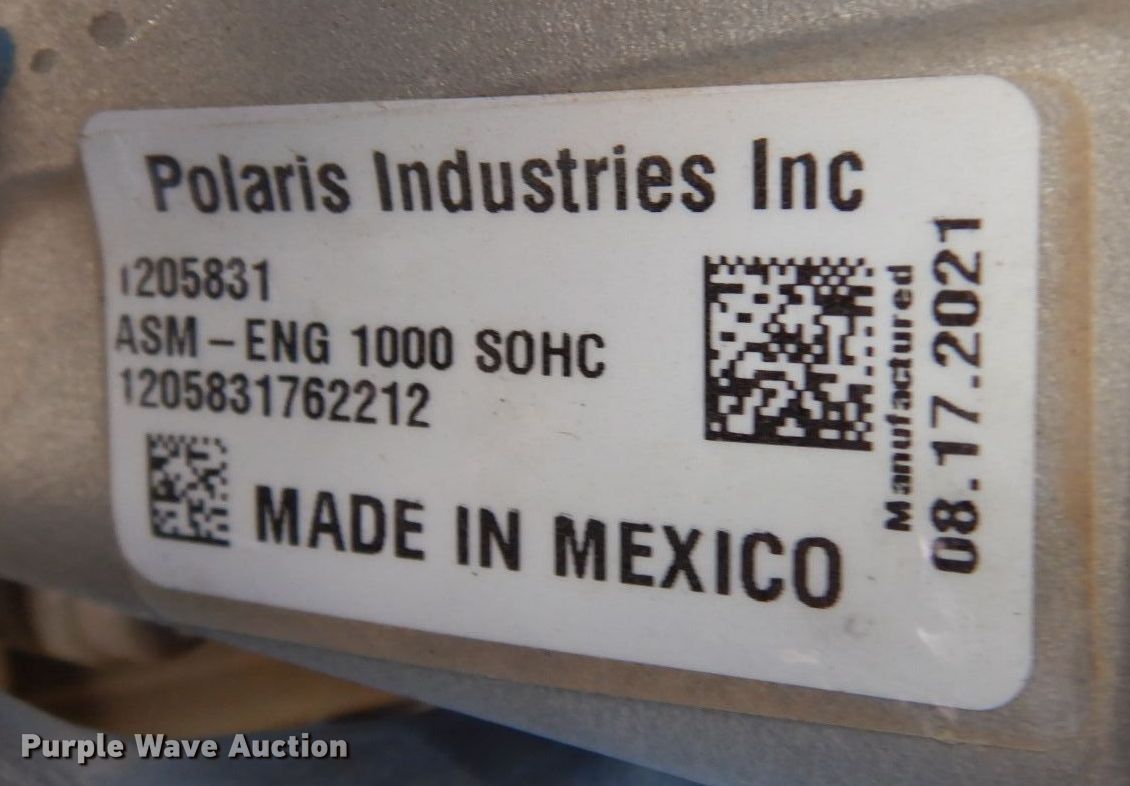 Polaris Industries Inc
1205831
ASM-ENG 1000 SOHC
1205831762212
MADE IN MEXICO
Manufactured
08.17.2021
Purple Wave Auction